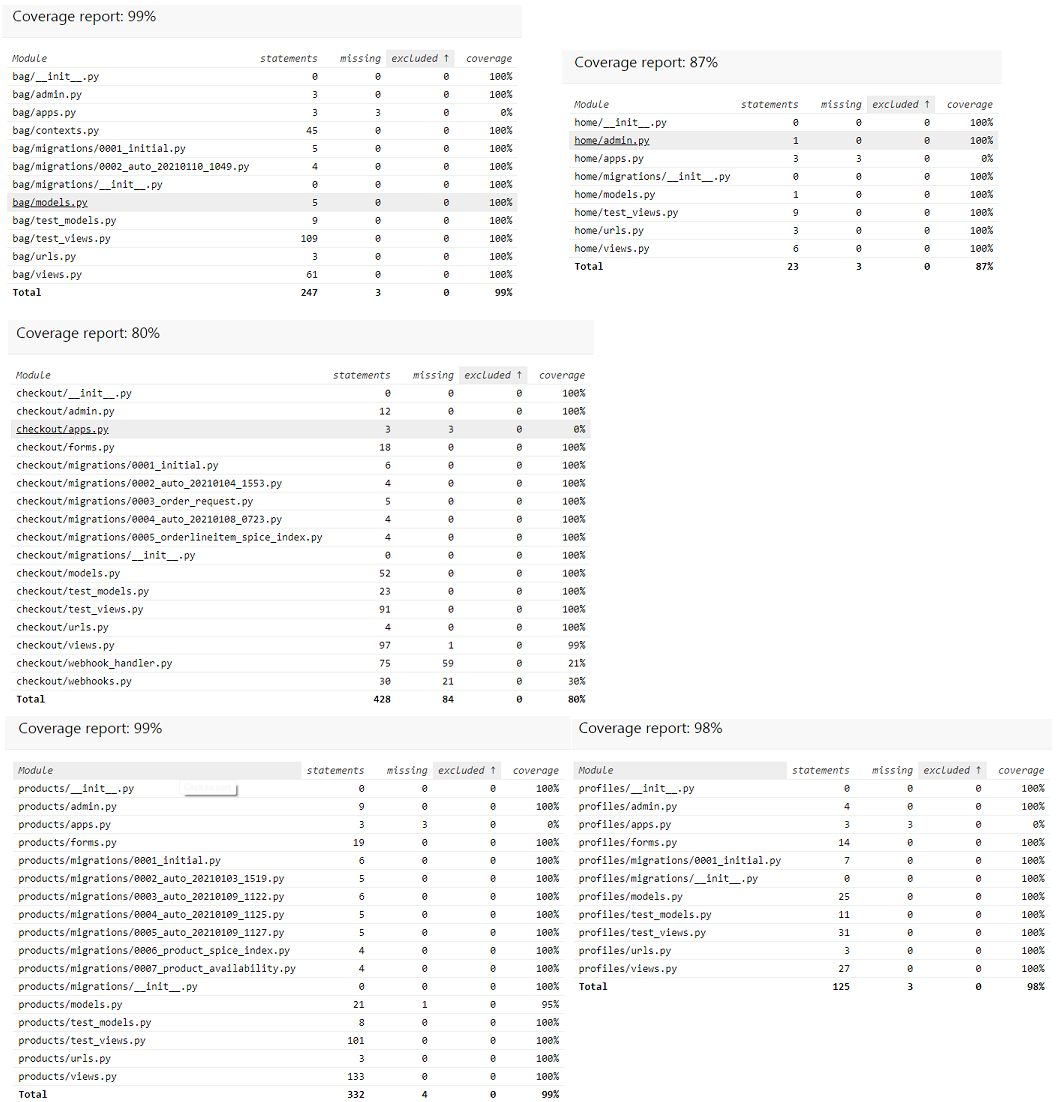 Coverage report: 99%
Module statements missing excluded ↑ coverage
bag/__init__.py 0 0 0 100%
bag/admin.py 3 0 0 100%
bag/apps.py 3 3 0 0%
bag/contexts.py 45 0 0 100%
bag/migrations/0001_initial.py 5 0 0 100%
bag/migrations/0002_auto_20210110_1049.py 4 0 0 100%
bag/migrations/__init__.py 0 0 0 100%
bag/models.py 5 0 0 100%
bag/test_models.py 9 0 0 100%
bag/test_views.py 109 0 0 100%
bag/urls.py 3 0 0 100%
bag/views.py 61 0 0 100%
Total 247 3 0 99%
Coverage report: 87%
Module statements missing excluded ↑ coverage
home/__init__.py 0 0 0 100%
home/admin.py 1 0 0 100%
home/apps.py 3 3 0 0%
home/migrations/__init__.py 0 0 0 100%
home/models.py 1 0 0 100%
home/test_views.py 9 0 0 100%
home/urls.py 3 0 0 100%
home/views.py 6 0 0 100%
Total 23 3 0 87%
Coverage report: 80%
Module statements missing excluded ↑ coverage
checkout/__init__.py 0 0 0 100%
checkout/admin.py 12 0 0 100%
checkout/apps.py 3 3 0 0%
checkout/forms.py 18 0 0 100%
checkout/migrations/0001_initial.py 6 0 0 100%
checkout/migrations/0002_auto_20210104_1553.py 4 0 0 100%
checkout/migrations/0003_order_request.py 5 0 0 100%
checkout/migrations/0004_auto_20210108_0723.py 4 0 0 100%
checkout/migrations/0005_orderlineitem_spice_index.py 4 0 0 100%
checkout/migrations/__init__.py 0 0 0 100%
checkout/models.py 52 0 0 100%
checkout/test_models.py 23 0 0 100%
checkout/test_views.py 91 0 0 100%
checkout/urls.py 4 0 0 100%
checkout/views.py 97 1 0 99%
checkout/webhook_handler.py 75 59 0 21%
checkout/webhooks.py 30 21 0 30%
Total 428 84 0 80%
Coverage report: 99%
Module statements missing excluded ↑ coverage
products/__init__.py 0 0 0 100%
products/admin.py 9 0 0 100%
products/apps.py 3 3 0 0%
products/forms.py 19 0 0 100%
products/migrations/0001_initial.py 6 0 0 100%
products/migrations/0002_auto_20210103_1519.py 5 0 0 100%
products/migrations/0003_auto_20210109_1122.py 6 0 0 100%
products/migrations/0004_auto_20210109_1125.py 5 0 0 100%
products/migrations/0005_auto_20210109_1127.py 5 0 0 100%
products/migrations/0006_product_spice_index.py 4 0 0 100%
products/migrations/0007_product_availability.py 4 0 0 100%
products/migrations/__init__.py 0 0 0 100%
products/models.py 21 1 0 95%
products/test_models.py 8 0 0 100%
products/test_views.py 101 0 0 100%
products/urls.py 3 0 0 100%
products/views.py 133 0 0 100%
Total 332 4 0 99%
Coverage report: 98%
Module statements missing excluded ↑ coverage
profiles/__init__.py 0 0 0 100%
profiles/admin.py 4 0 0 100%
profiles/apps.py 3 3 0 0%
profiles/forms.py 14 0 0 100%
profiles/migrations/0001_initial.py 7 0 0 100%
profiles/migrations/__init__.py 0 0 0 100%
profiles/models.py 25 0 0 100%
profiles/test_models.py 11 0 0 100%
profiles/test_views.py 31 0 0 100%
profiles/urls.py 3 0 0 100%
profiles/views.py 27 0 0 100%
Total 125 3 0 98%